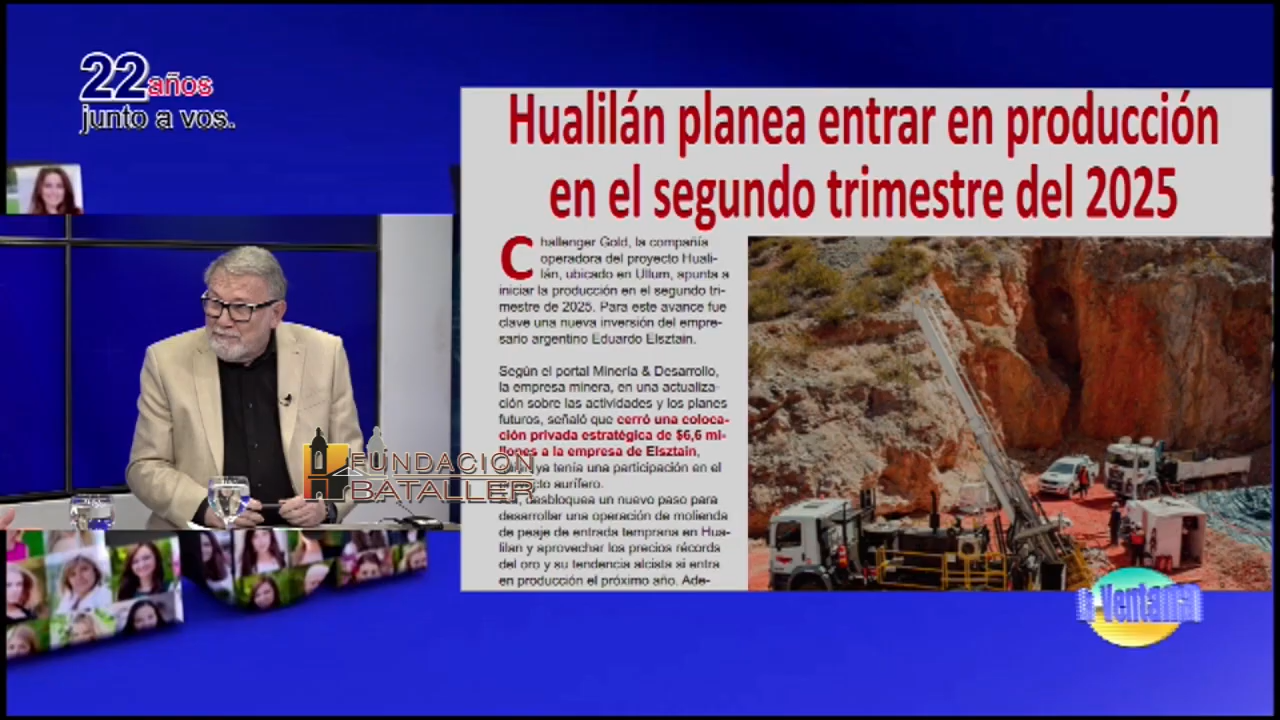 22 años
junto a vos.
Hualilán planea entrar en producción
en el segundo trimestre del 2025
Challenger Gold, la compañía
operadora del proyecto Huali-
lán, ubicado en Ullum, apunta a
iniciar la producción en el segundo tri-
mestre de 2025. Para este avance fue
clave una nueva inversión del empre-
sario argentino Eduardo Elsztain.
Según el portal Minería & Desarrollo,
la empresa minera, en una actualiza-
ción sobre las actividades y los planes
futuros, señaló que cerró una coloca-
ción privada estratégica de $6,6 mi-
llones a la empresa de Elsztain,
ya tenía una participación en el
aurífero.
desbloquea un nuevo paso para
desarrollar una operación de molienda
de peaje de entrada temprana en Hua-
lilan y aprovechar los precios récords
del oro y su tendencia alcista si entra
en producción el próximo año. Ade-
FUNDACION
BATALLER
la Ventana